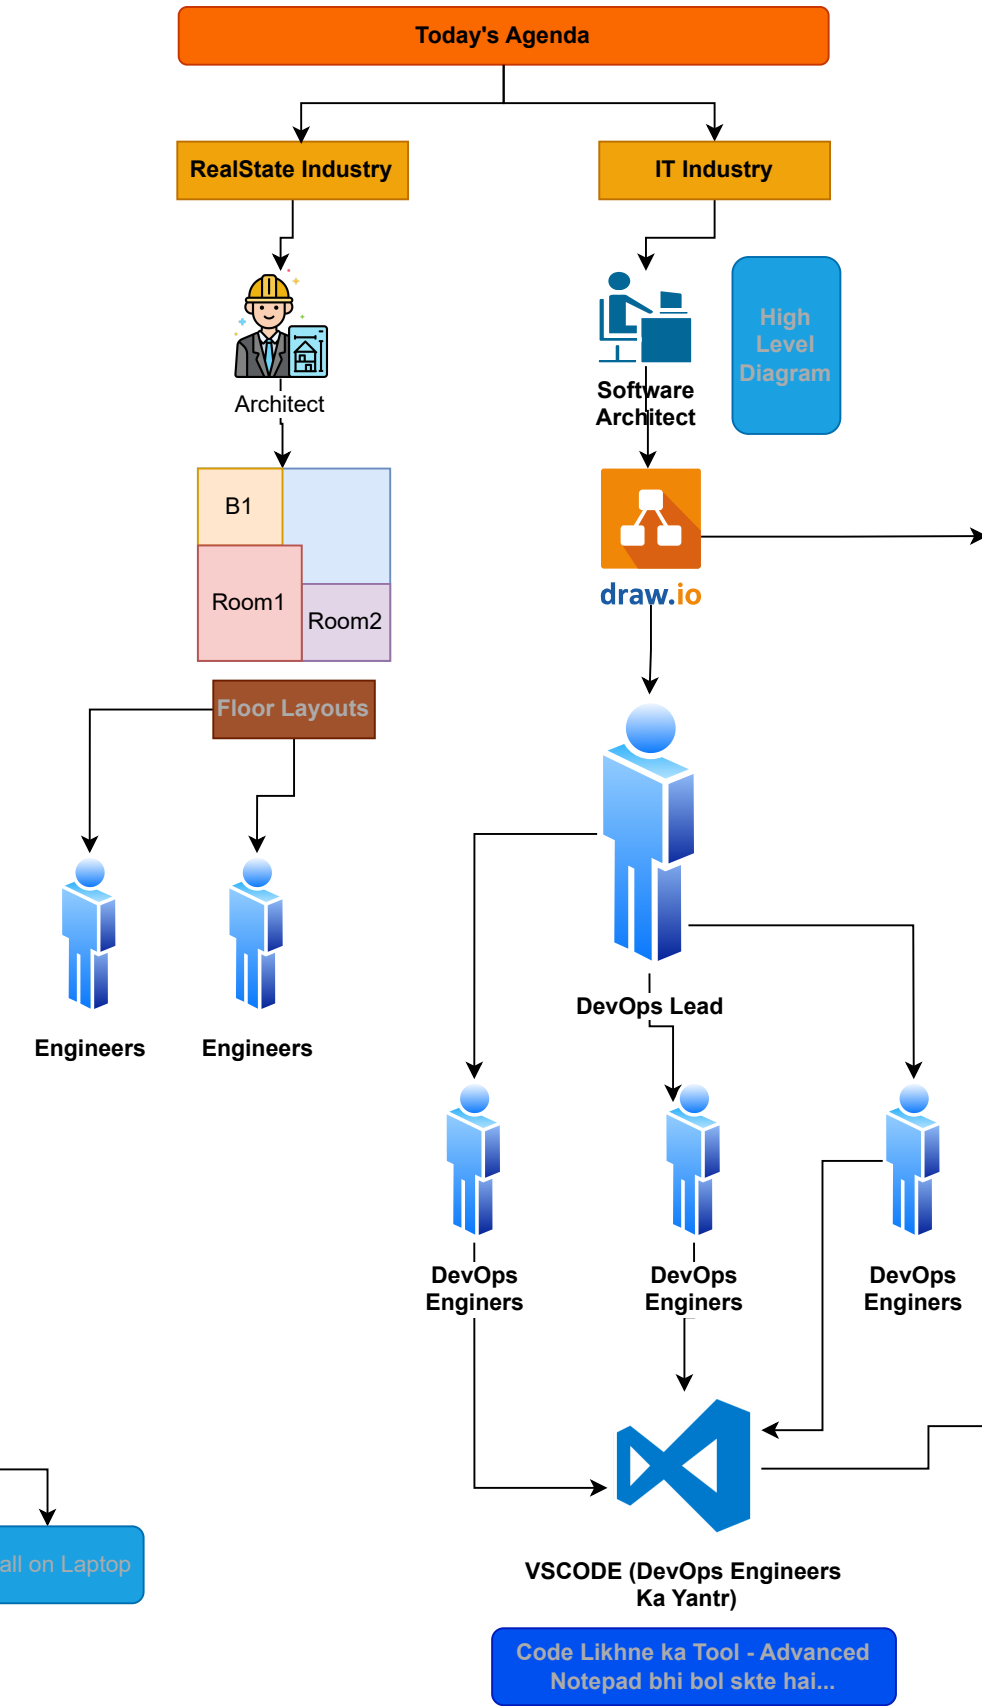 Today's Agenda
RealState Industry
IT Industry
High
Level
Diagram
Architect
Software
Architect
B1
Room1
Room2
draw.io
Floor Layouts
Engineers
Engineers
DevOps Lead
DevOps
Enginers
DevOps
Enginers
DevOps
Enginers
all on Laptop
VSCODE (DevOps Engineers
Ka Yantr)
Code Likhne ka Tool - Advanced
Notepad bhi bol skte hai...